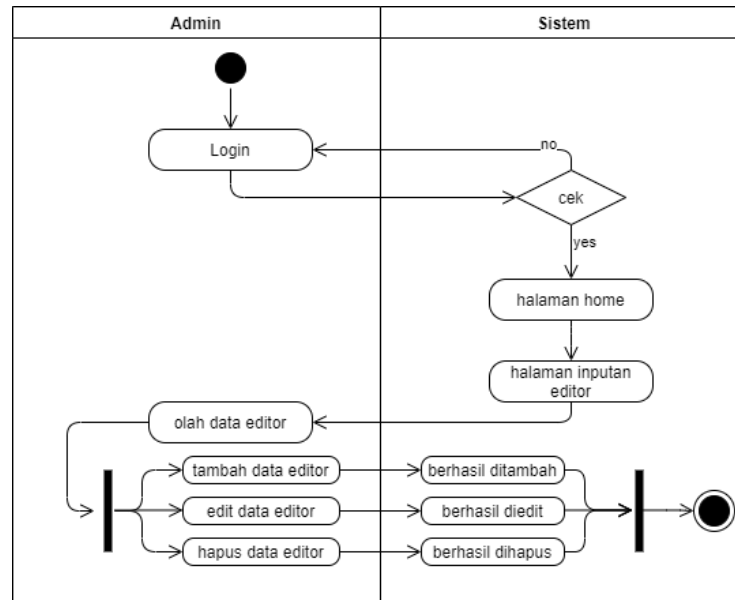 Admin
Sistem
Login
no
cek
yes
halaman home
halaman inputan
editor
olah data editor
tambah data editor
berhasil ditambah
edit data editor
berhasil diedit
hapus data editor
berhasil dihapus